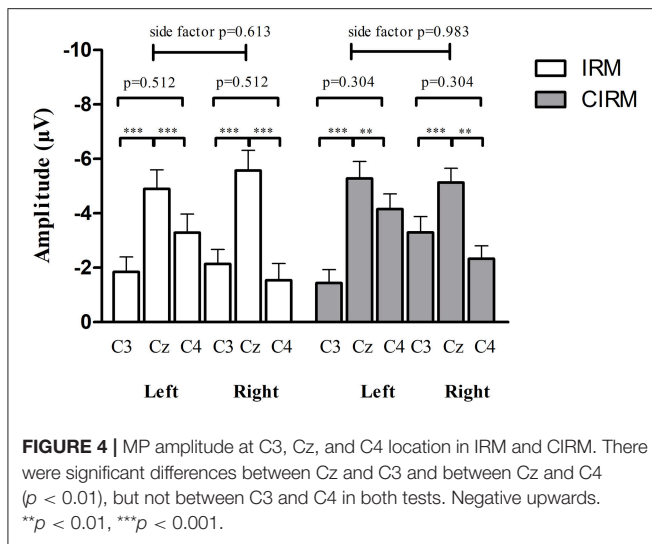 side factor p=0.613 side factor p=0.983
-10
p=0.512 p=0.512 p=0.304 p=0.304
IRM
CIRM
-8
*** *** *** *** *** ** *** **
-6
-4
-2
0
Amplitude (μV)
C3 Cz C4 C3 Cz C4 C3 Cz C4 C3 Cz C4
Left Right Left Right
FIGURE 4 | MP amplitude at C3, Cz, and C4 location in IRM and CIRM. There
were significant differences between Cz and C3 and between Cz and C4
(p < 0.01), but not between C3 and C4 in both tests. Negative upwards.
**p < 0.01, ***p < 0.001.